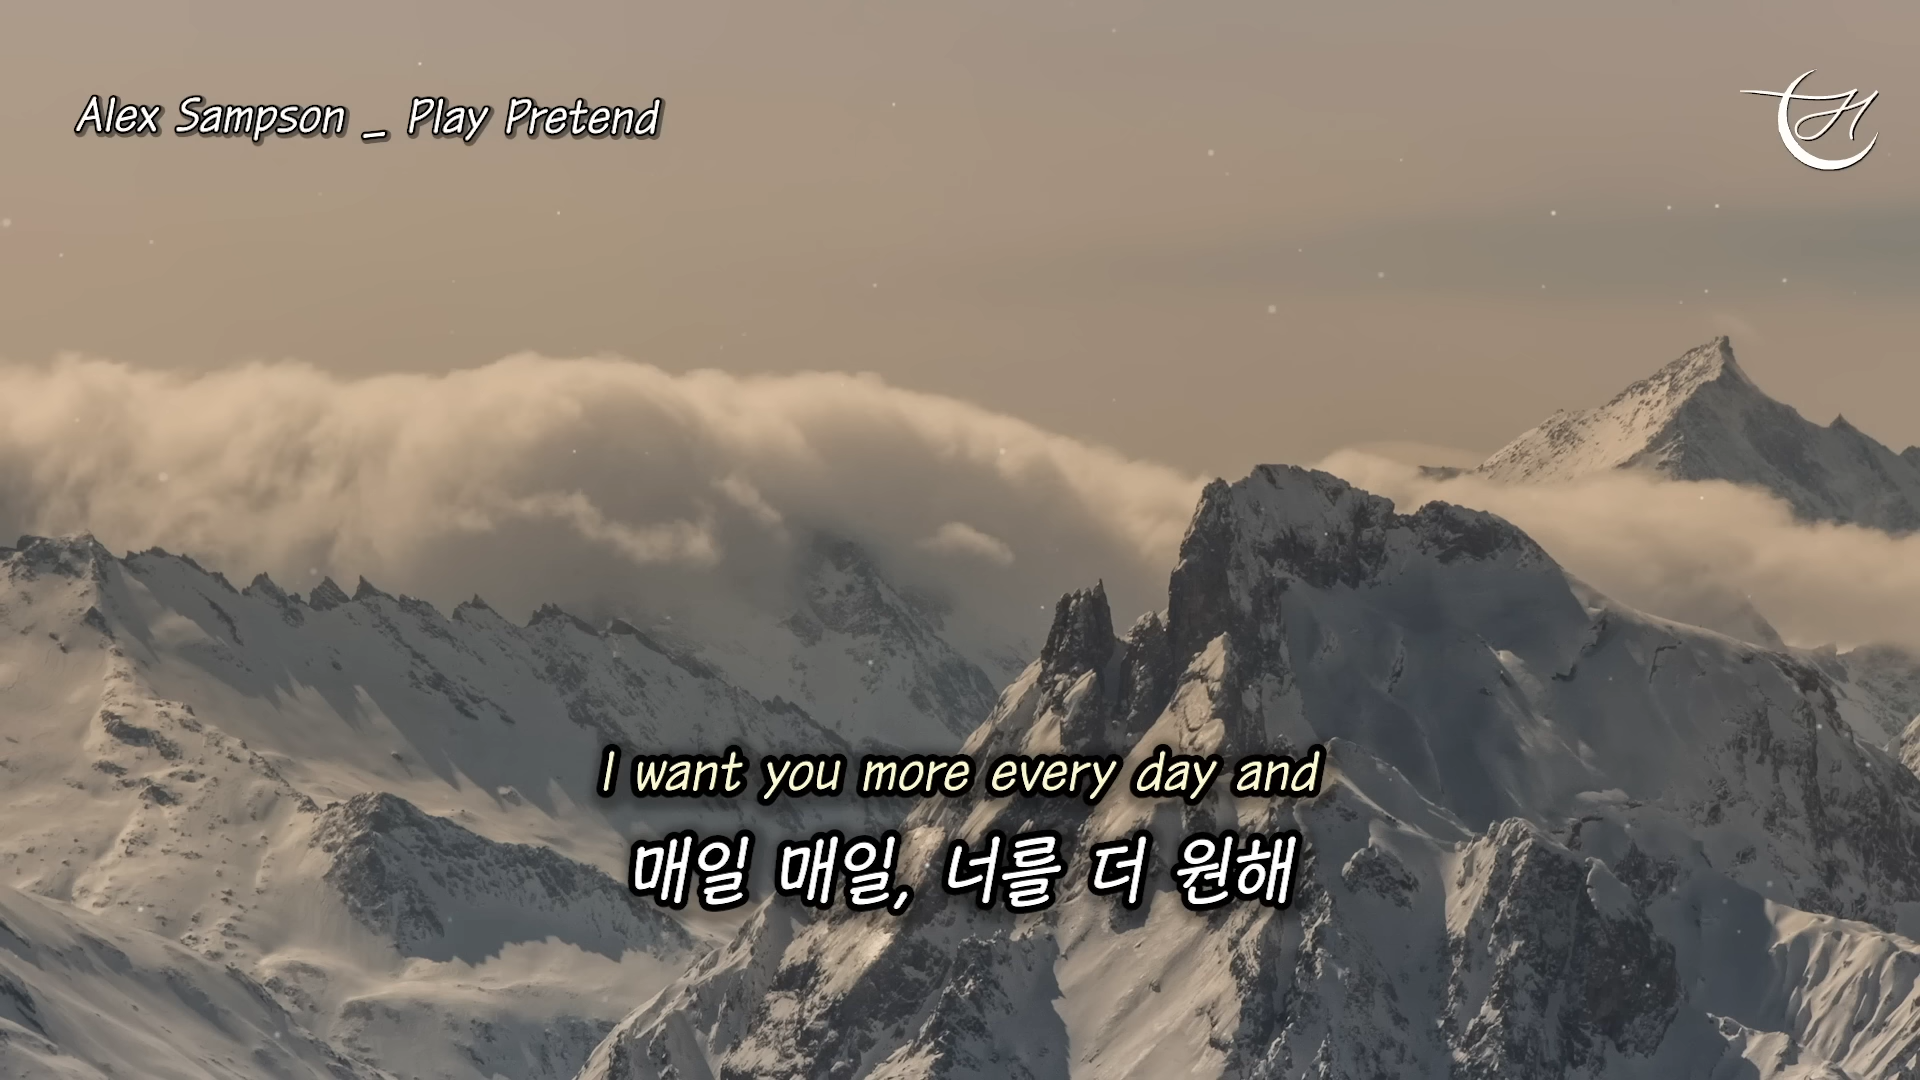 Alex Sampson _ Play Pretend
I want you more every day and
매일 매일, 너를 더 원해